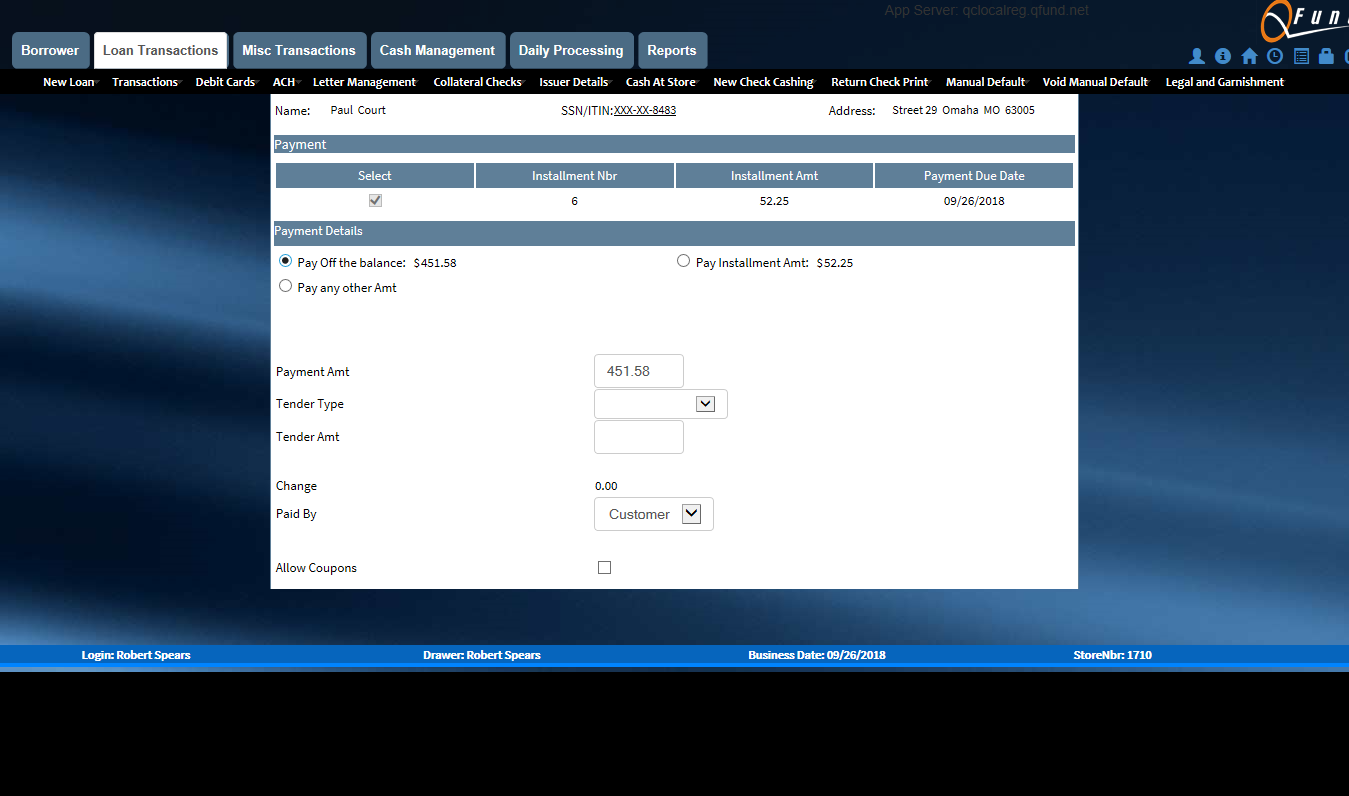 App Server: qclocalreg.qfund.net
QFun
Borrower Loan Transactions Misc Transactions Cash Management Daily Processing Reports
New Loan Transactions Debit Cards ACH Letter Management Collateral Checks Issuer Details Cash At Store New Check Cashing Return Check Print Manual Default Void Manual Default Legal and Garnishment
Name: Paul Court SSN/ITIN:XXX-XX-8483 Address: Street 29 Omaha MO 63005
Payment
Select Installment Nbr Installment Amt Payment Due Date
6 52.25 09/26/2018
Payment Details
Pay Off the balance: $451.58 Pay Installment Amt: $52.25
Pay any other Amt
Payment Amt 451.58
Tender Type
Tender Amt
Change 0.00
Paid By Customer
Allow Coupons
Login: Robert Spears Drawer: Robert Spears Business Date: 09/26/2018 StoreNbr: 1710